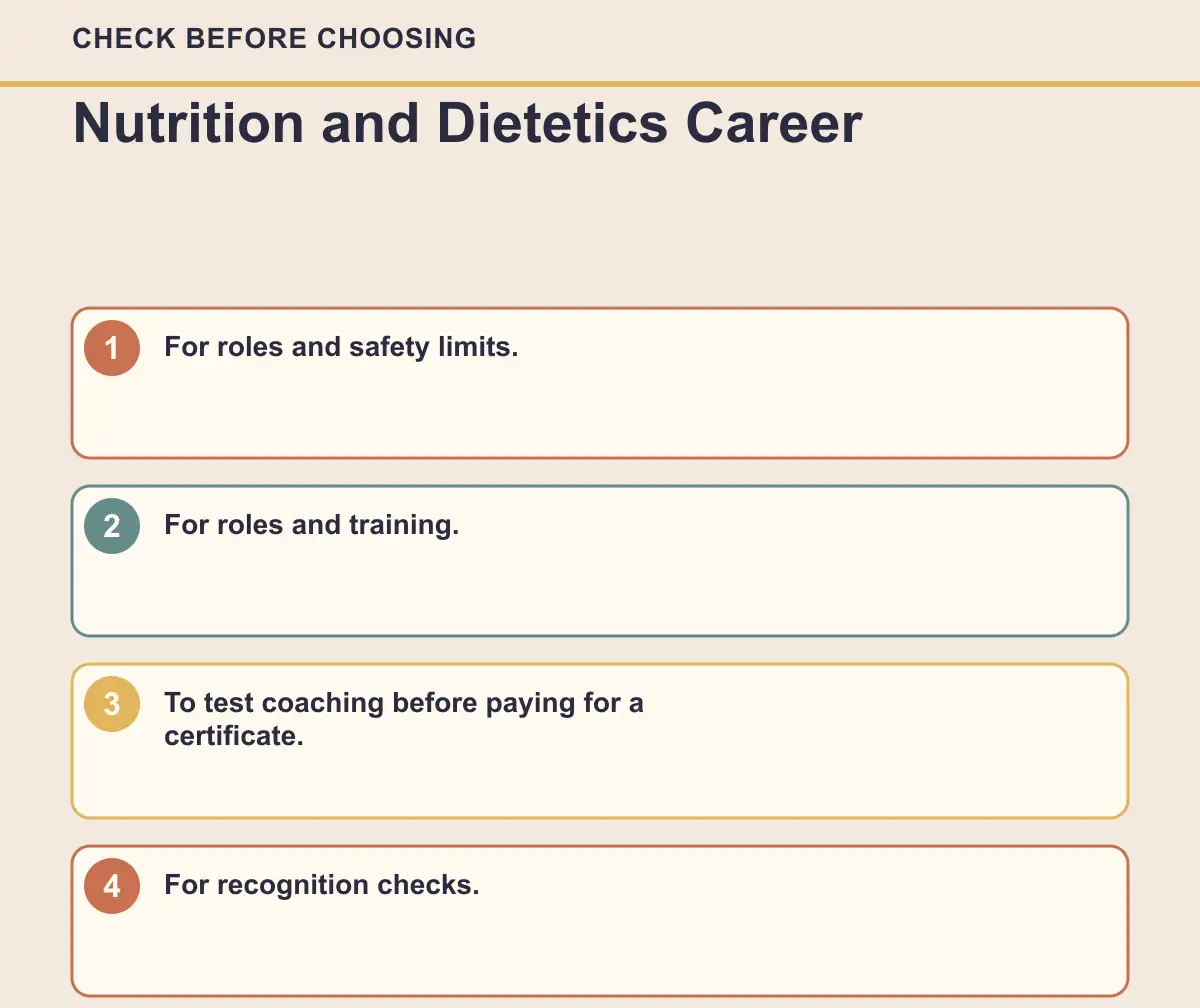 CHECK BEFORE CHOOSING
Nutrition and Dietetics Career
1
For roles and safety limits.
2
For roles and training.
3
To test coaching before paying for a
certificate.
4
For recognition checks.